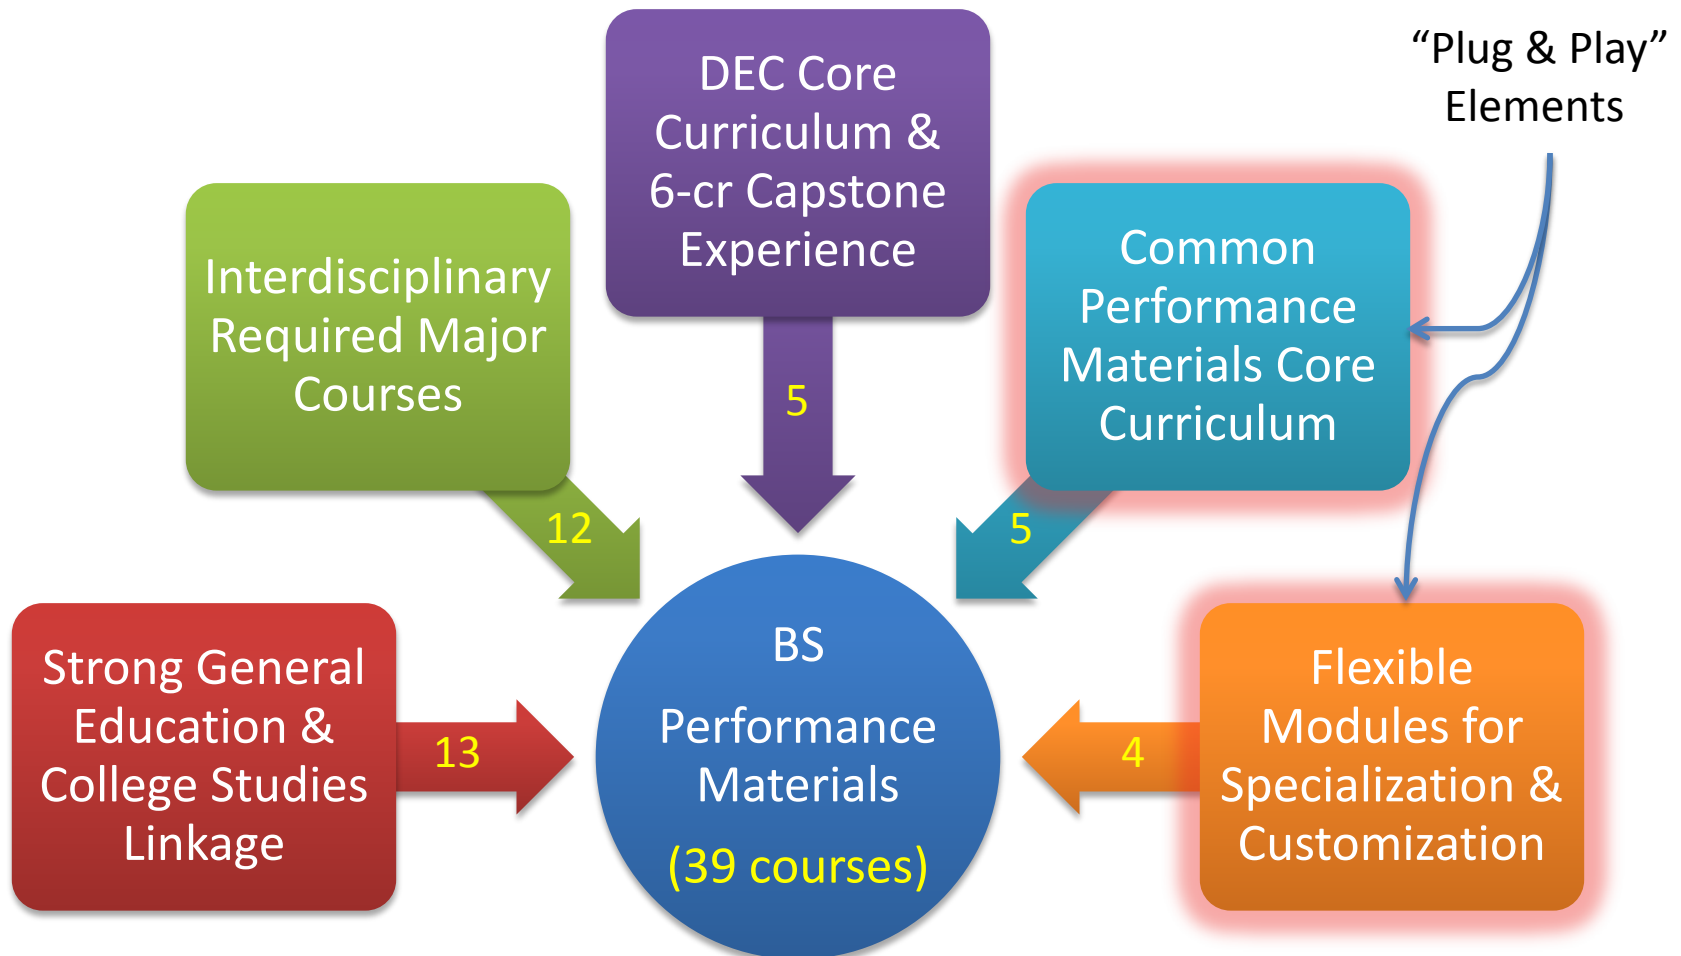 DEC Core
Curriculum &
6-cr Capstone
Experience
“Plug & Play”
Elements
Interdisciplinary
Required Major
Courses
Common
Performance
Materials Core
Curriculum
5
12
5
Strong General
Education &
College Studies
Linkage
13
BS
Performance
Materials
(39 courses)
4
Flexible
Modules for
Specialization &
Customization